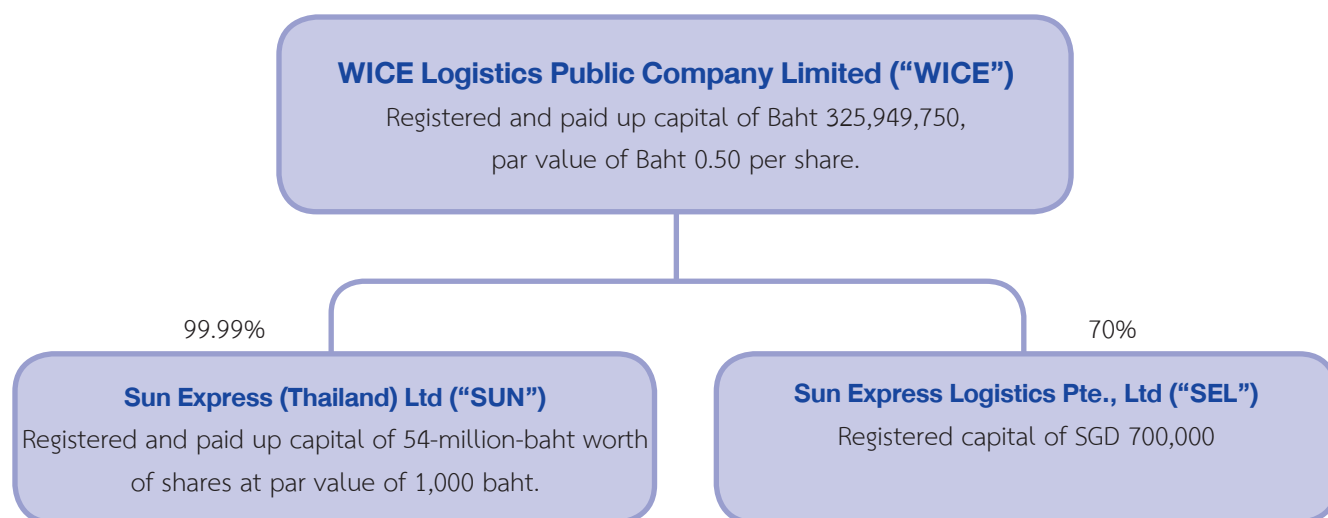 WICE Logistics Public Company Limited (“WICE”)
Registered and paid up capital of Baht 325,949,750,
par value of Baht 0.50 per share.
99.99%
70%
Sun Express (Thailand) Ltd (“SUN”)
Registered and paid up capital of 54-million-baht worth
of shares at par value of 1,000 baht.
Sun Express Logistics Pte., Ltd (“SEL”)
Registered capital of SGD 700,000